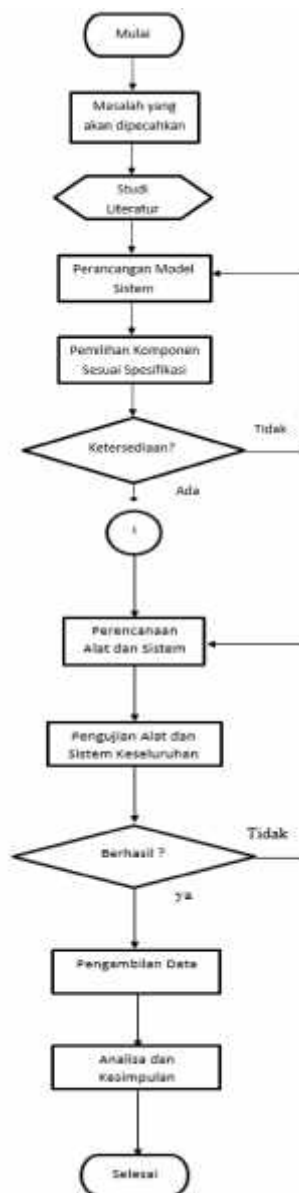 Mulai
Masalah yang
akan dipecahkan
Studi
Literatur
Perancangan Model
Sistem
Pemilihan Komponen
Sesuai Spesifikasi
Ketersediaan?
Tidak
Ada
1
Perencanaan
Alat dan Sistem
Pengujian Alat dan
Sistem Keseluruhan
Berhasil ?
Tidak
ya
Pengambilan Data
Analisa dan
Kesimpulan
Selesai